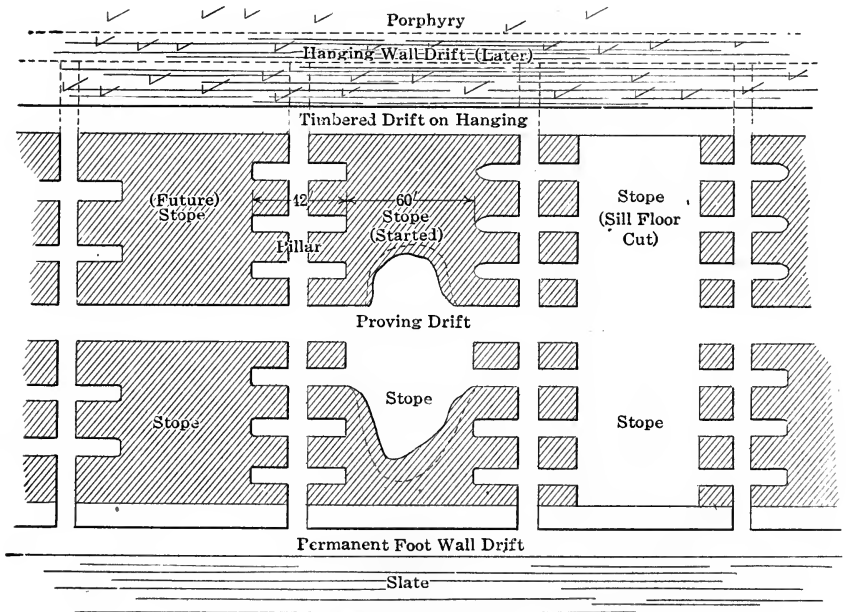 Porphyry
Hanging Wall Drift (Later)
Timbered Drift on Hanging
(Future)
Stope
42'
60'
Stope
(Started)
Pillar
Stope
(Sill Floor
Cut)
Proving Drift
Stope
Stope
Stope
Permanent Foot Wall Drift
Slate